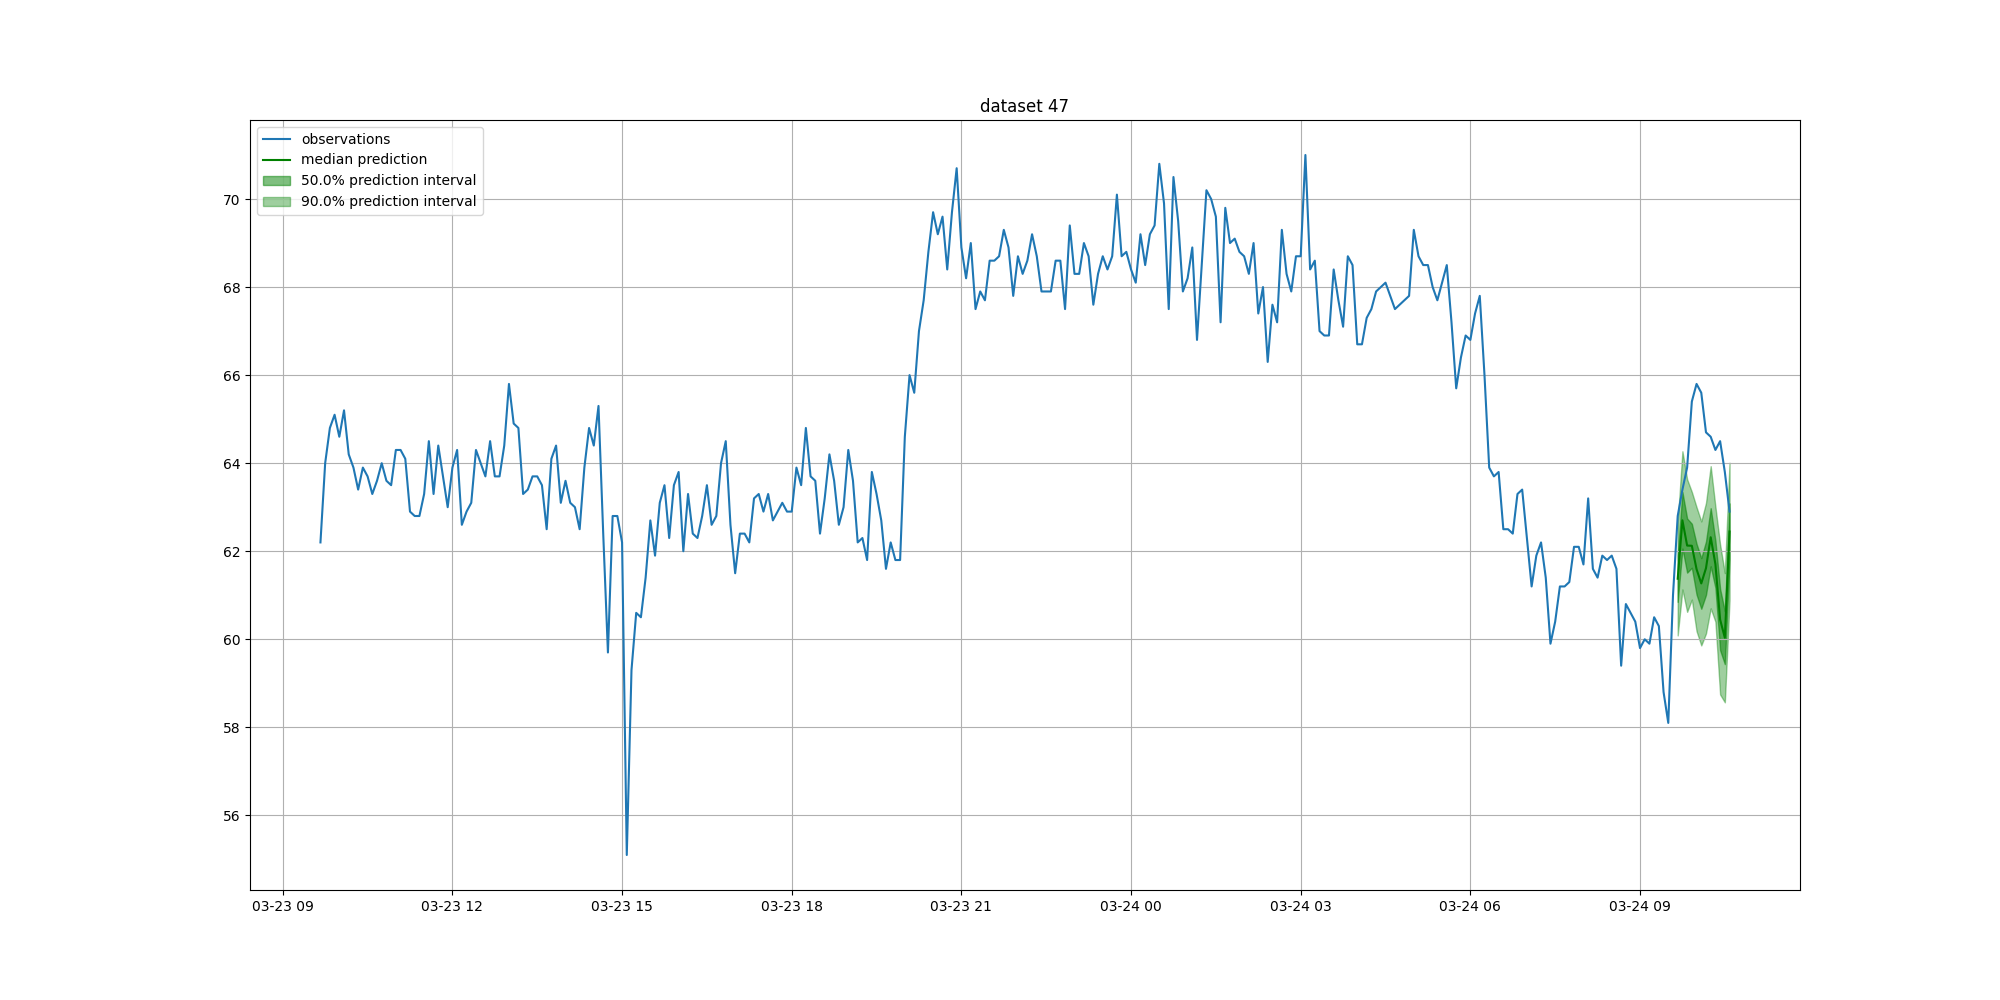 dataset 47
observations
median prediction
50.0% prediction interval
90.0% prediction interval
70
68
66
64
62
60
58
56
03-23 09 03-23 12 03-23 15 03-23 18 03-23 21 03-24 00 03-24 03 03-24 06 03-24 09